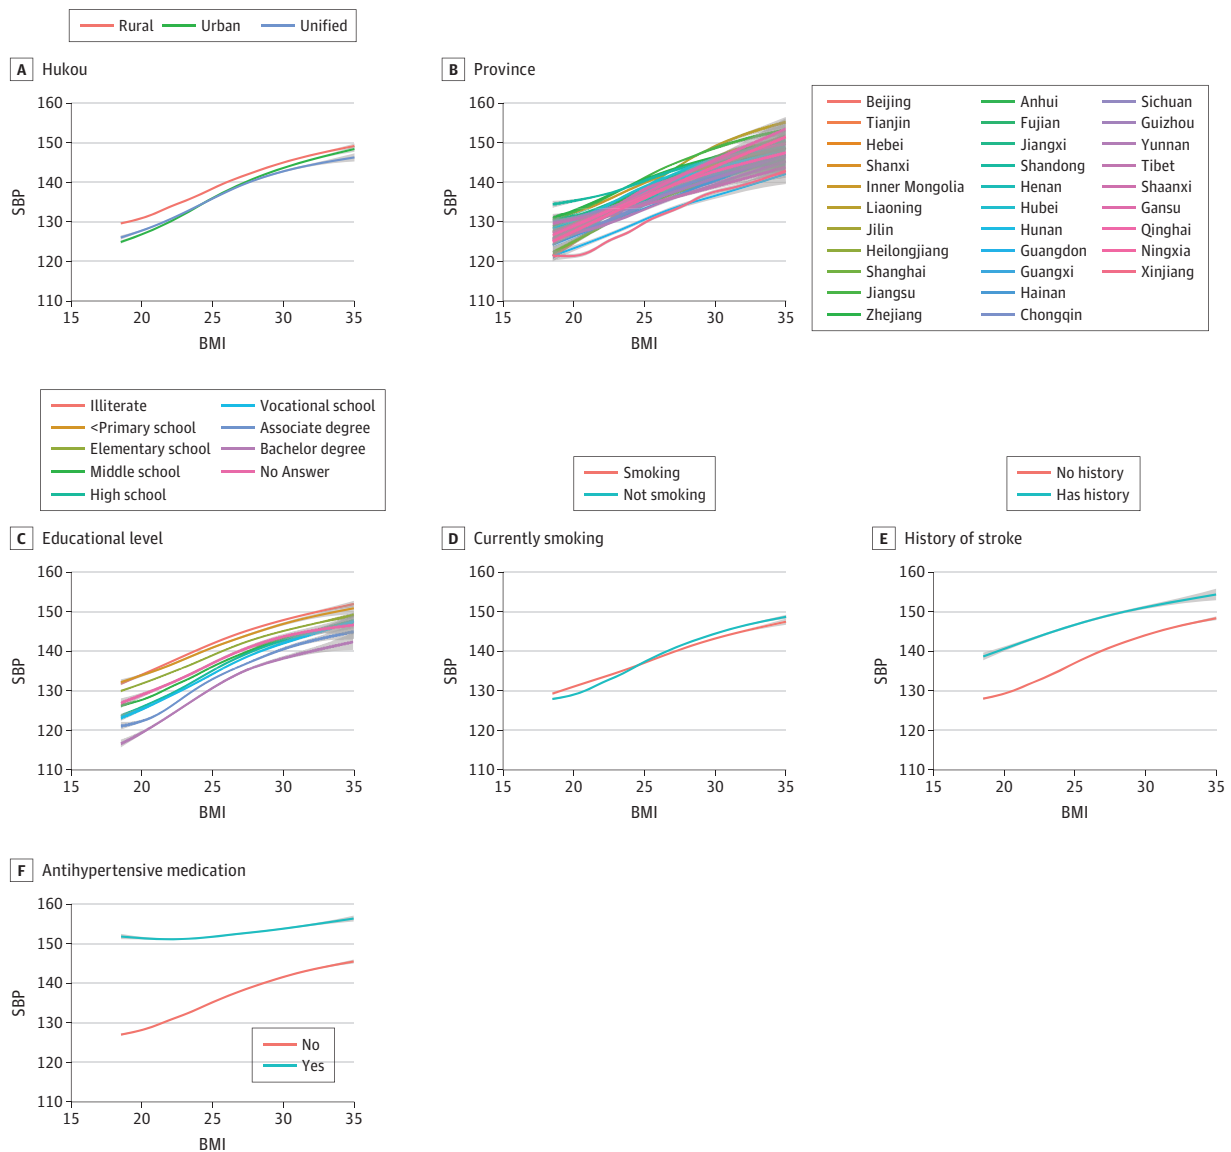 Rural Urban Unified
A Hukou
160
150
140
130
120
110
SBP
15 20 25 30 35
BMI
B Province
160
150
140
130
120
110
SBP
15 20 25 30 35
BMI
Beijing
Tianjin
Hebei
Shanxi
Inner Mongolia
Liaoning
Jilin
Heilongjiang
Shanghai
Jiangsu
Zhejiang
Anhui
Fujian
Jiangxi
Shandong
Henan
Hubei
Hunan
Guangdon
Guangxi
Hainan
Chongqin
Sichuan
Guizhou
Yunnan
Tibet
Shaanxi
Gansu
Qinghai
Ningxia
Xinjiang
Illiterate
<Primary school
Elementary school
Middle school
High school
Vocational school
Associate degree
Bachelor degree
No Answer
C Educational level
160
150
140
130
120
110
SBP
15 20 25 30 35
BMI
Smoking
Not smoking
D Currently smoking
160
150
140
130
120
110
SBP
15 20 25 30 35
BMI
No history
Has history
E History of stroke
160
150
140
130
120
110
SBP
15 20 25 30 35
BMI
F Antihypertensive medication
160
150
140
130
120
110
SBP
No
Yes
15 20 25 30 35
BMI